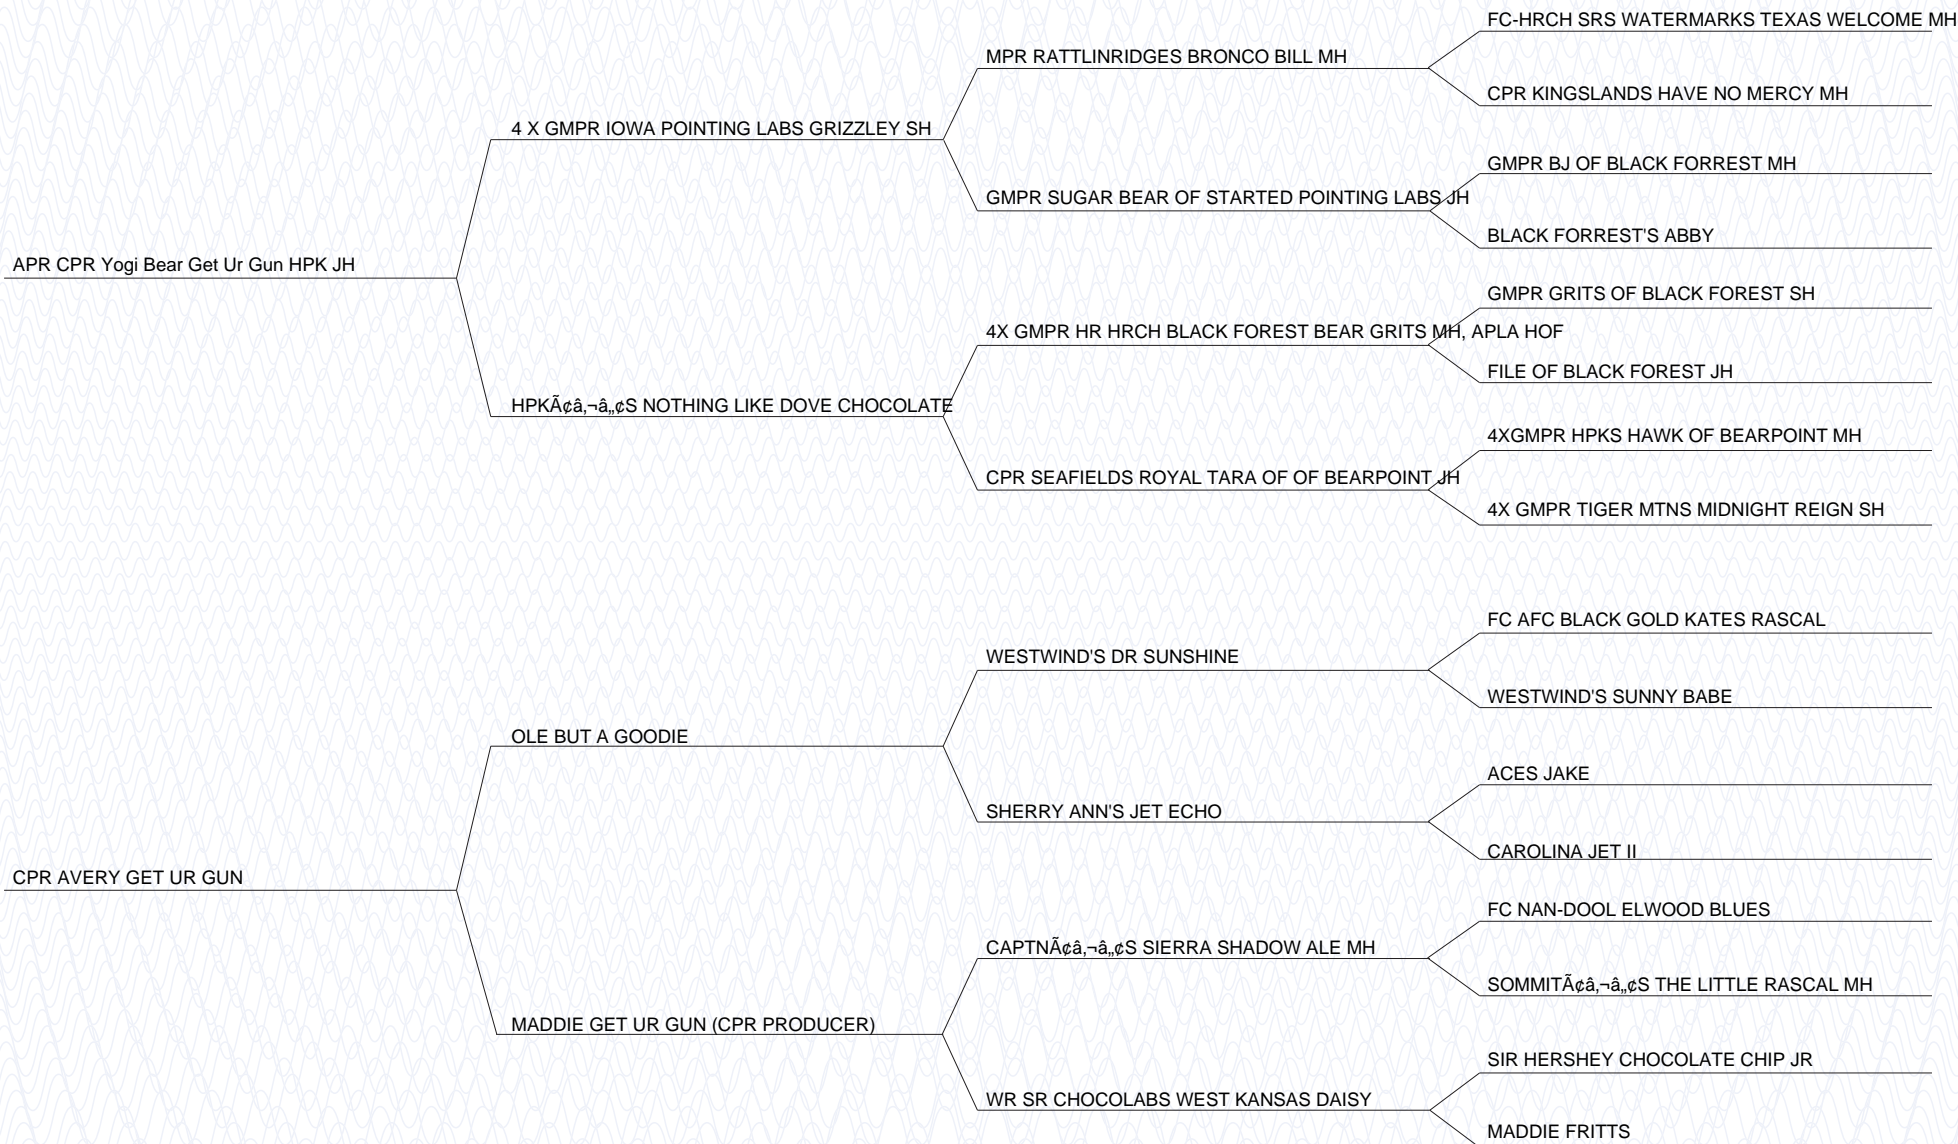 FC-HRCH SRS WATERMARKS TEXAS WELCOME MH
MPR RATTLINRIDGES BRONCO BILL MH
CPR KINGSLANDS HAVE NO MERCY MH
4 X GMPR IOWA POINTING LABS GRIZZLEY SH
GMPR BJ OF BLACK FORREST MH
GMPR SUGAR BEAR OF STARTED POINTING LABS JH
BLACK FORREST'S ABBY
APR CPR Yogi Bear Get Ur Gun HPK JH
GMPR GRITS OF BLACK FOREST SH
4X GMPR HR HRCH BLACK FOREST BEAR GRITS MH, APLA HOF
FILE OF BLACK FOREST JH
HPKÃ¢â‚¬â„¢S NOTHING LIKE DOVE CHOCOLATE
4XGMPR HPKS HAWK OF BEARPOINT MH
CPR SEAFIELDS ROYAL TARA OF OF BEARPOINT JH
4X GMPR TIGER MTNS MIDNIGHT REIGN SH
FC AFC BLACK GOLD KATES RASCAL
WESTWIND'S DR SUNSHINE
WESTWIND'S SUNNY BABE
OLE BUT A GOODIE
ACES JAKE
SHERRY ANN'S JET ECHO
CAROLINA JET II
CPR AVERY GET UR GUN
FC NAN-DOOL ELWOOD BLUES
CAPTNÃ¢â‚¬â„¢S SIERRA SHADOW ALE MH
SOMMITÃ¢â‚¬â„¢S THE LITTLE RASCAL MH
MADDIE GET UR GUN (CPR PRODUCER)
SIR HERSHEY CHOCOLATE CHIP JR
WR SR CHOCOLABS WEST KANSAS DAISY
MADDIE FRITTS